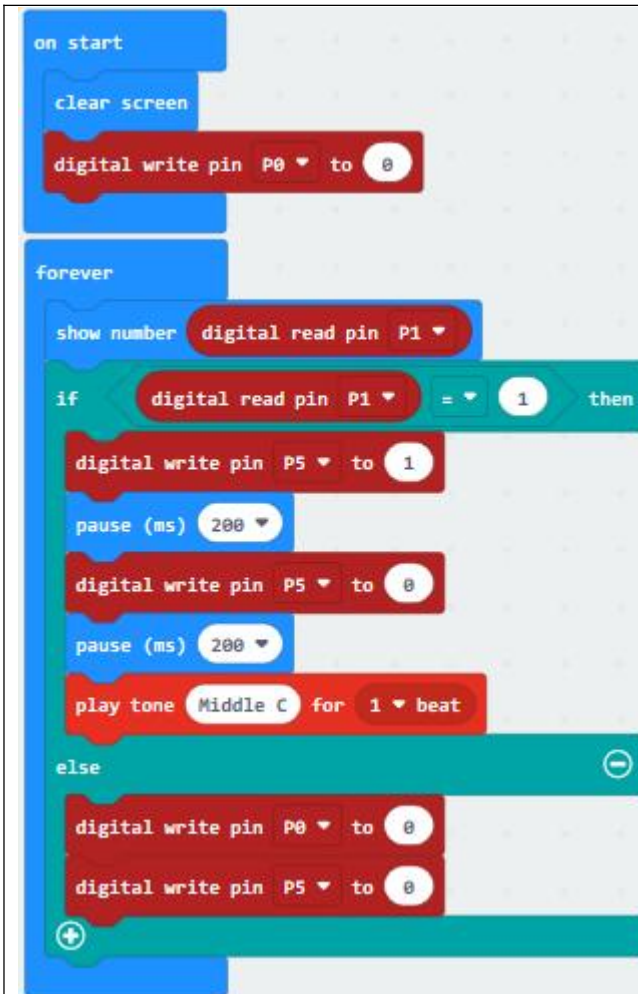 on start
clear screen
digital write pin P0 to 0
forever
show number digital read pin P1
if digital read pin P1 = 1 then
digital write pin P5 to 1
pause (ms) 200
digital write pin P5 to 0
pause (ms) 200
play tone Middle C for 1 beat
else
digital write pin P0 to 0
digital write pin P5 to 0